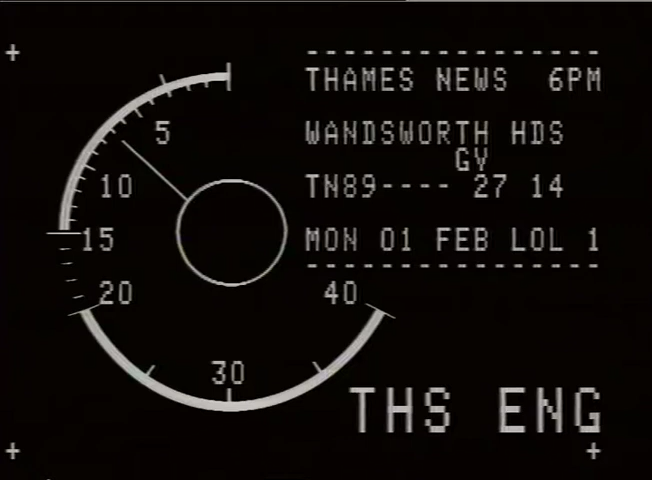 THAMES NEWS 6PM
WANDSWORTH HDS
GV
TN89---- 27 14
MON 01 FEB LOL 1
5
10
15
20
30
40
THS ENG